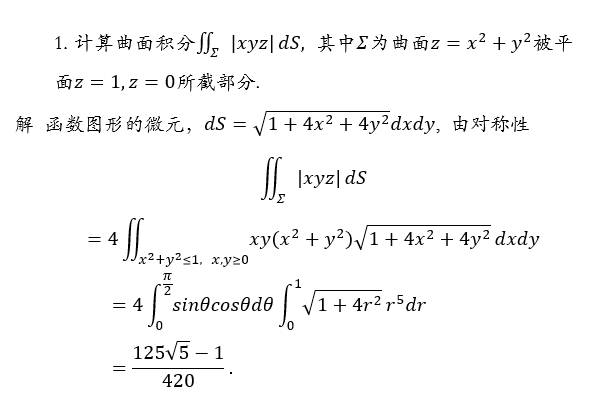 1. 计算曲面积分∬_Σ |xyz| dS, 其中Σ为曲面z = x² + y²被平
面z = 1, z = 0所截部分.
解 函数图形的微元, dS = √(1 + 4x² + 4y²)dxdy, 由对称性
∬_Σ |xyz| dS
= 4∬_{x²+y²≤1, x,y≥0} xy(x² + y²)√(1 + 4x² + 4y²) dxdy
= 4∫_0^{π/2} sinθcosθdθ ∫_0^1 √(1 + 4r²) r⁵dr
= (125√5 − 1)/420 .